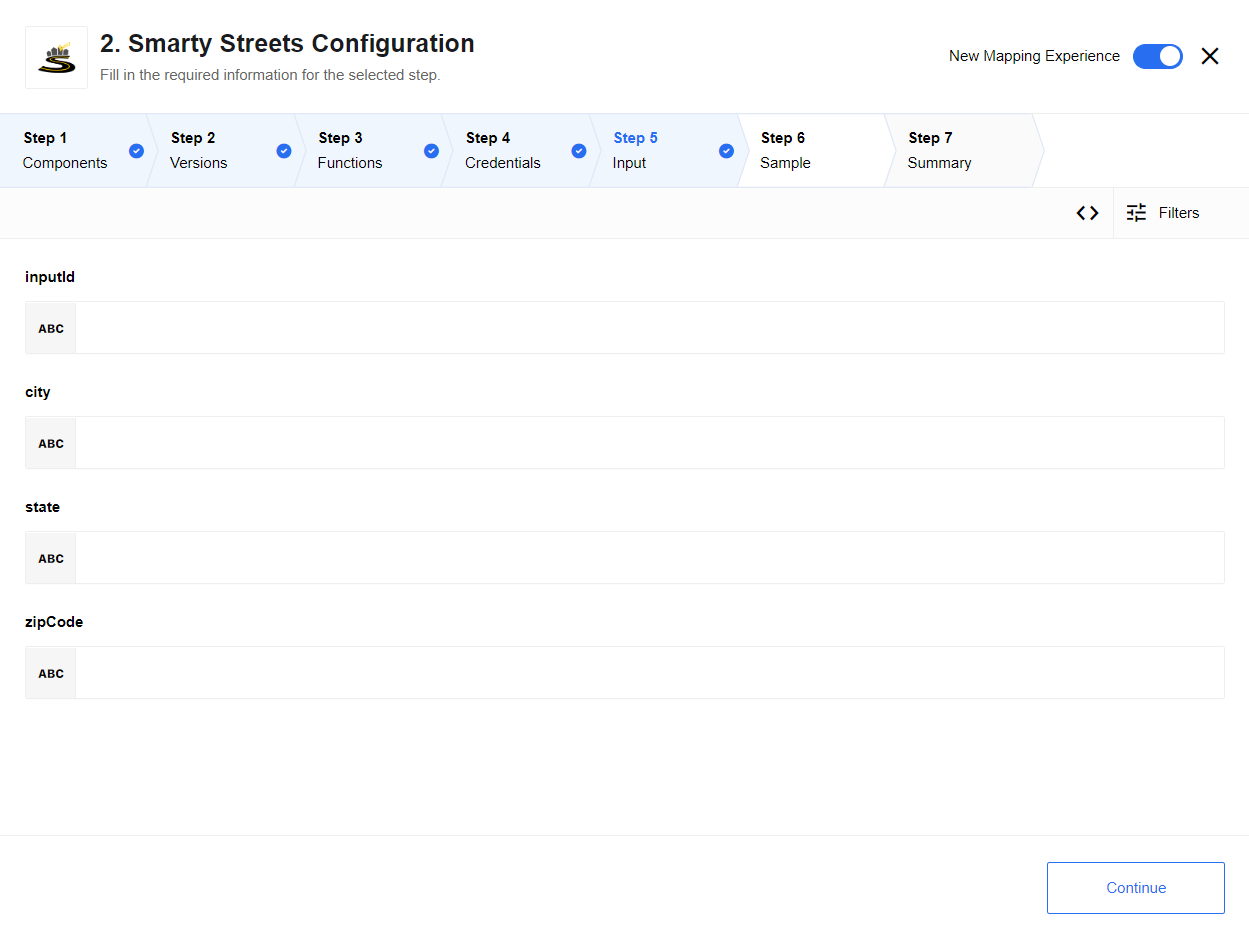 2. Smarty Streets Configuration
Fill in the required information for the selected step.
New Mapping Experience
Step 1
Components
Step 2
Versions
Step 3
Functions
Step 4
Credentials
Step 5
Input
Step 6
Sample
Step 7
Summary
Filters
inputId
ABC
city
ABC
state
ABC
zipCode
ABC
Continue